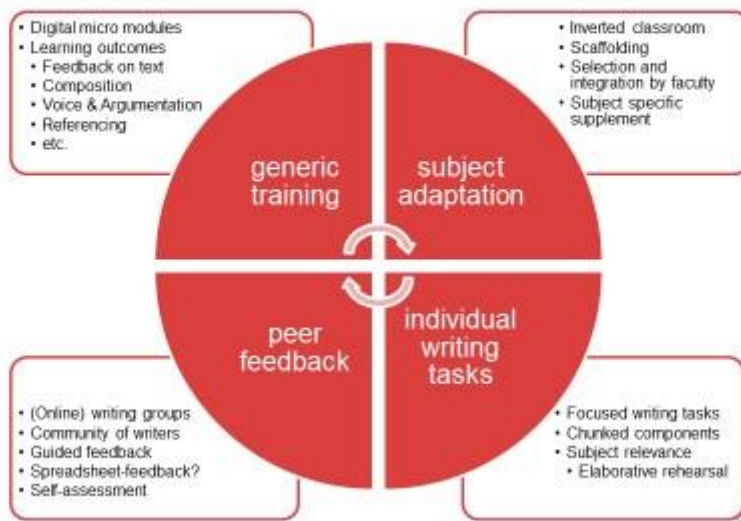 • Digital micro modules
• Learning outcomes
• Feedback on text
• Composition
• Voice & Argumentation
• Referencing
• etc.
• Inverted classroom
• Scaffolding
• Selection and
integration by faculty
• Subject specific
supplement
generic
training
subject
adaptation
peer
feedback
individual
writing
tasks
• (Online) writing groups
• Community of writers
• Guided feedback
• Spreadsheet-feedback?
• Self-assessment
• Focused writing tasks
• Chunked components
• Subject relevance
• Elaborative rehearsal